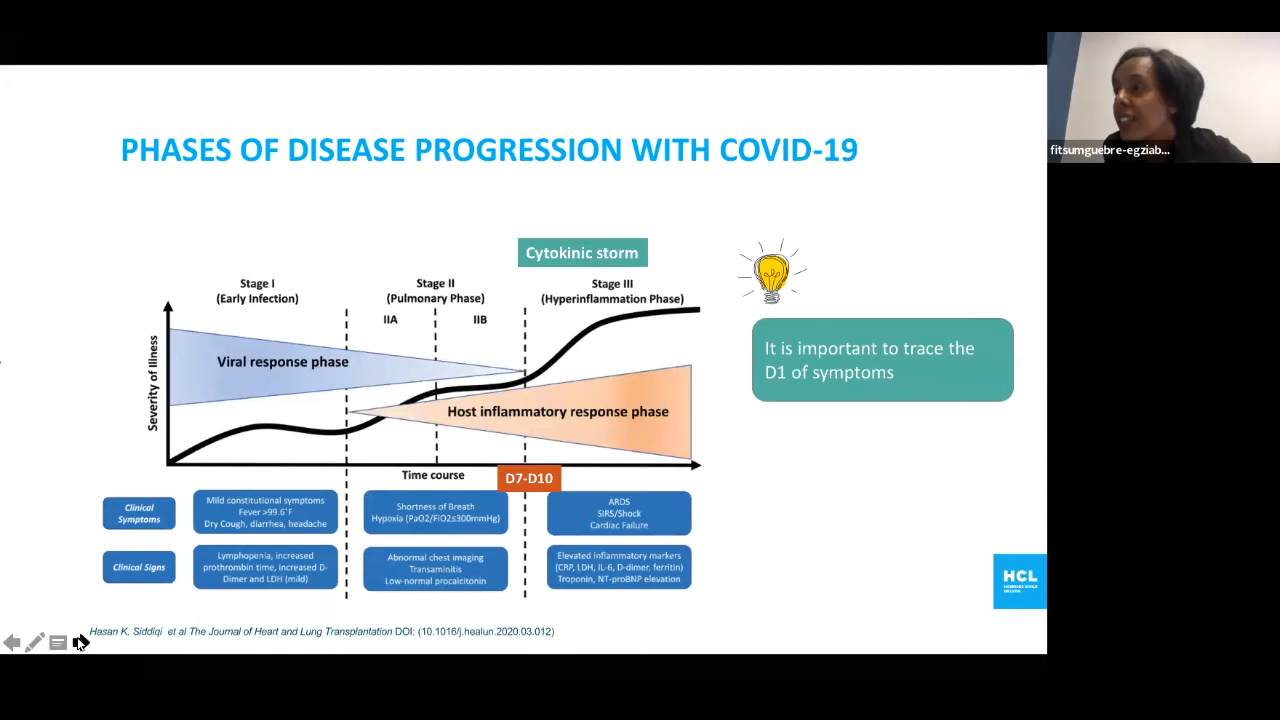 fitsumguebre-egziab...
PHASES OF DISEASE PROGRESSION WITH COVID-19
Cytokinic storm
Stage I
(Early Infection)
Stage II
(Pulmonary Phase)
Stage III
(Hyperinflammation Phase)
IIA
IIB
Severity of Illness
Viral response phase
Host inflammatory response phase
Time course
D7-D10
It is important to trace the
D1 of symptoms
Clinical
Symptoms
Mild constitutional symptoms
Fever >99.6°F
Dry Cough, diarrhea, headache
Shortness of Breath
Hypoxia (PaO2/FiO2≤300mmHg)
ARDS
SIRS/Shock
Cardiac Failure
Clinical Signs
Lymphopenia, increased
prothrombin time, increased D-
Dimer and LDH (mild)
Abnormal chest imaging
Transaminitis
Low-normal procalcitonin
Elevated inflammatory markers
(CRP, LDH, IL-6, D-dimer, ferritin)
Troponin, NT-proBNP elevation
HCL
Hasan K. Siddiqi et al The Journal of Heart and Lung Transplantation DOI: (10.1016/j.healun.2020.03.012)